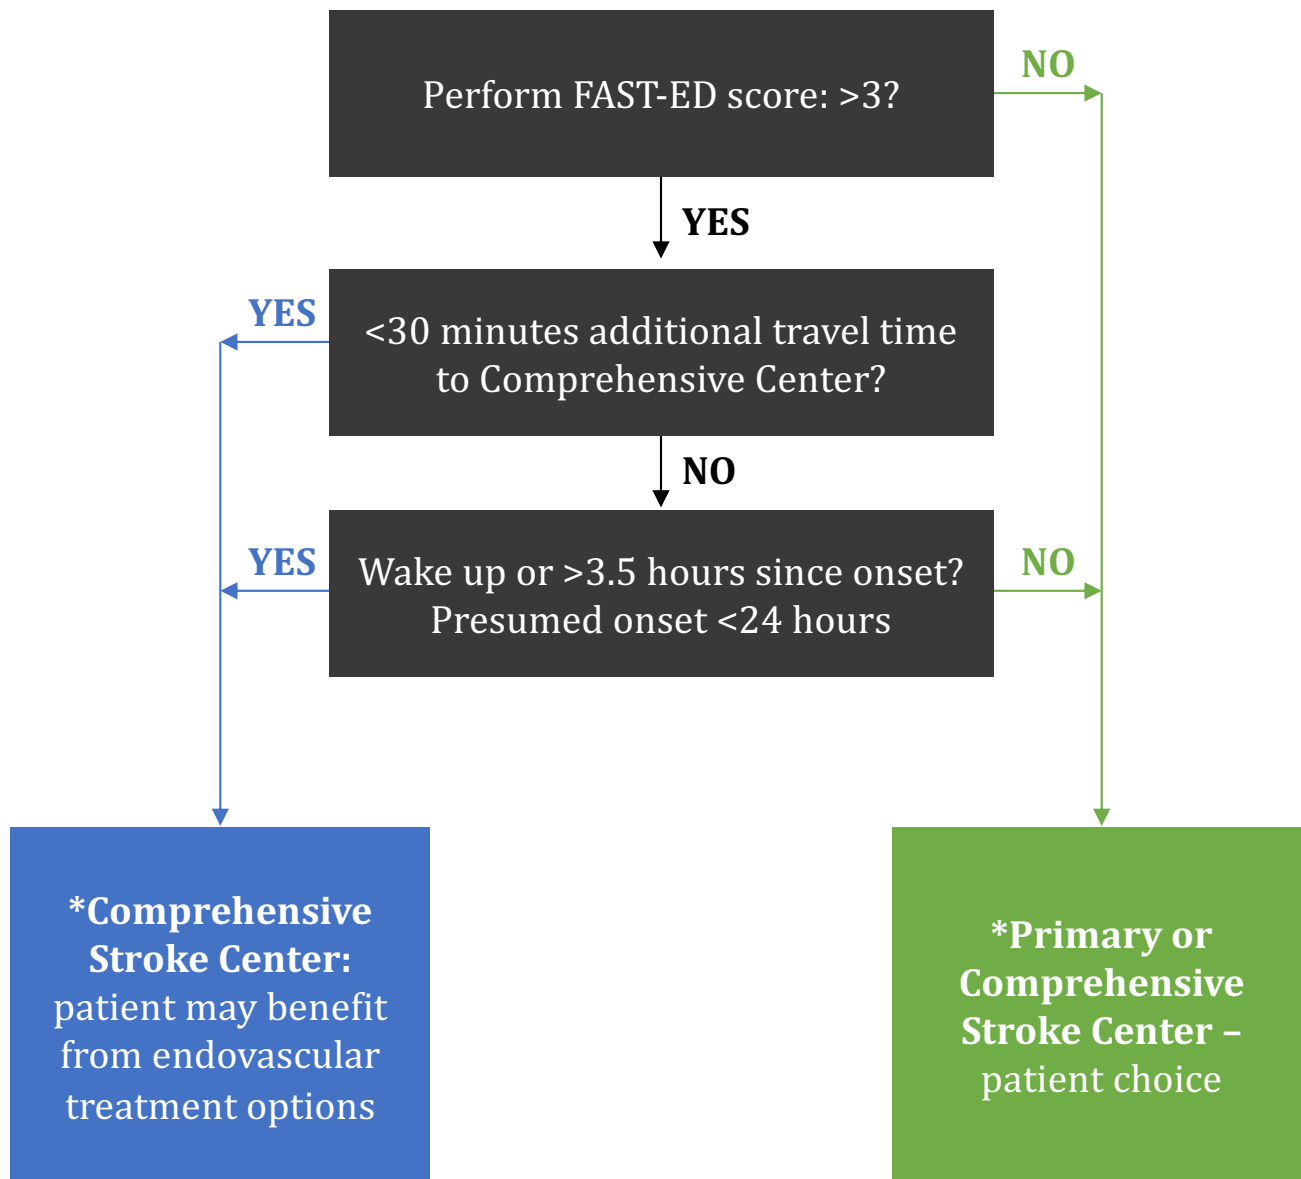 Perform FAST-ED score: >3?
NO
YES
YES
<30 minutes additional travel time
to Comprehensive Center?
NO
YES
Wake up or >3.5 hours since onset?
Presumed onset <24 hours
NO
*Comprehensive
Stroke Center:
patient may benefit
from endovascular
treatment options
*Primary or
Comprehensive
Stroke Center –
patient choice